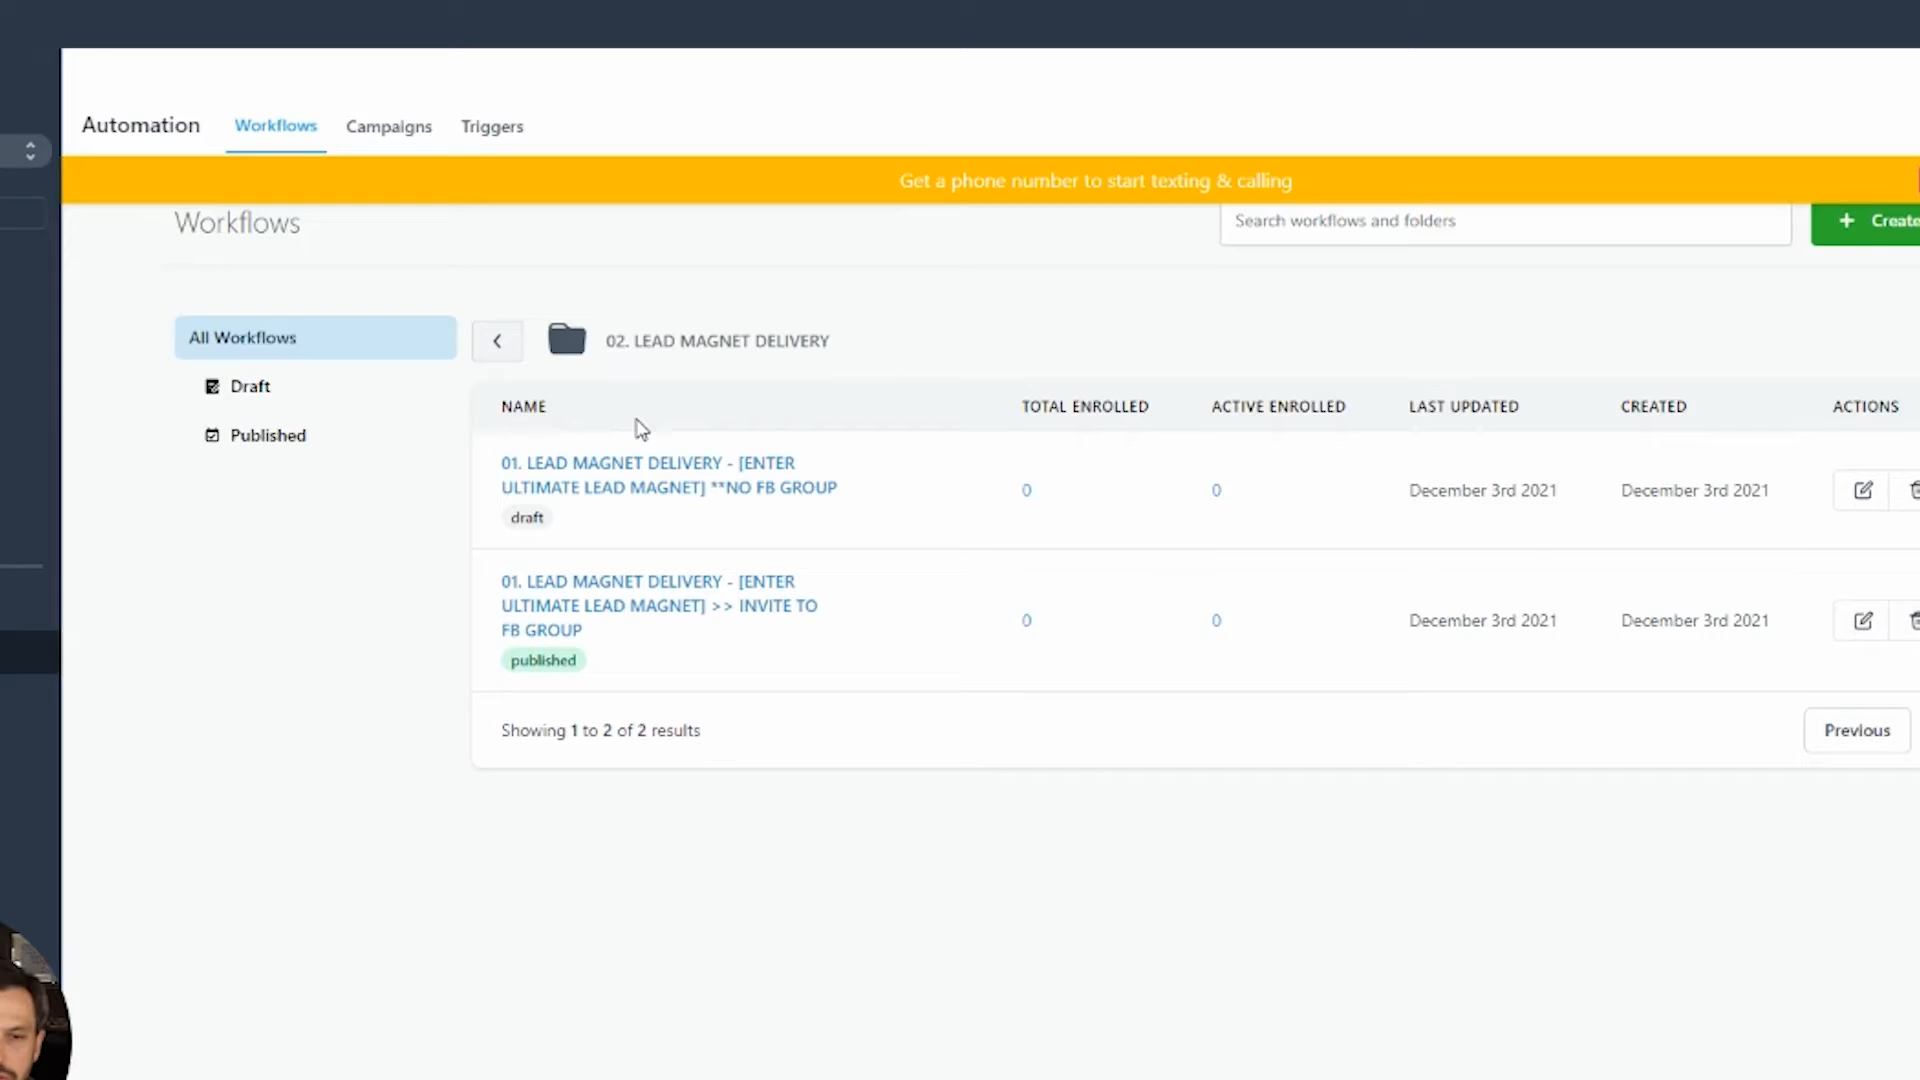 Automation
Workflows
Campaigns
Triggers
Get a phone number to start texting & calling
Workflows
Search workflows and folders
+ Create
All Workflows
Draft
Published
02. LEAD MAGNET DELIVERY
NAME
TOTAL ENROLLED
ACTIVE ENROLLED
LAST UPDATED
CREATED
ACTIONS
01. LEAD MAGNET DELIVERY - [ENTER
ULTIMATE LEAD MAGNET] **NO FB GROUP
draft
0
0
December 3rd 2021
December 3rd 2021
01. LEAD MAGNET DELIVERY - [ENTER
ULTIMATE LEAD MAGNET] >> INVITE TO
FB GROUP
published
0
0
December 3rd 2021
December 3rd 2021
Showing 1 to 2 of 2 results
Previous